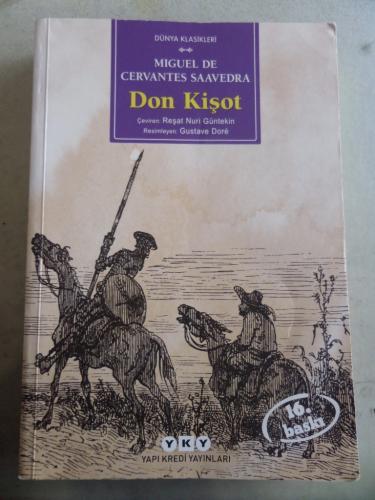 DÜNYA KLASİKLERİ
MIGUEL DE
CERVANTES SAAVEDRA
Don Kişot
Çeviren: Reşat Nuri Güntekin
Resimleyen: Gustave Doré
16.
baskı
YKY
YAPI KREDİ YAYINLARI